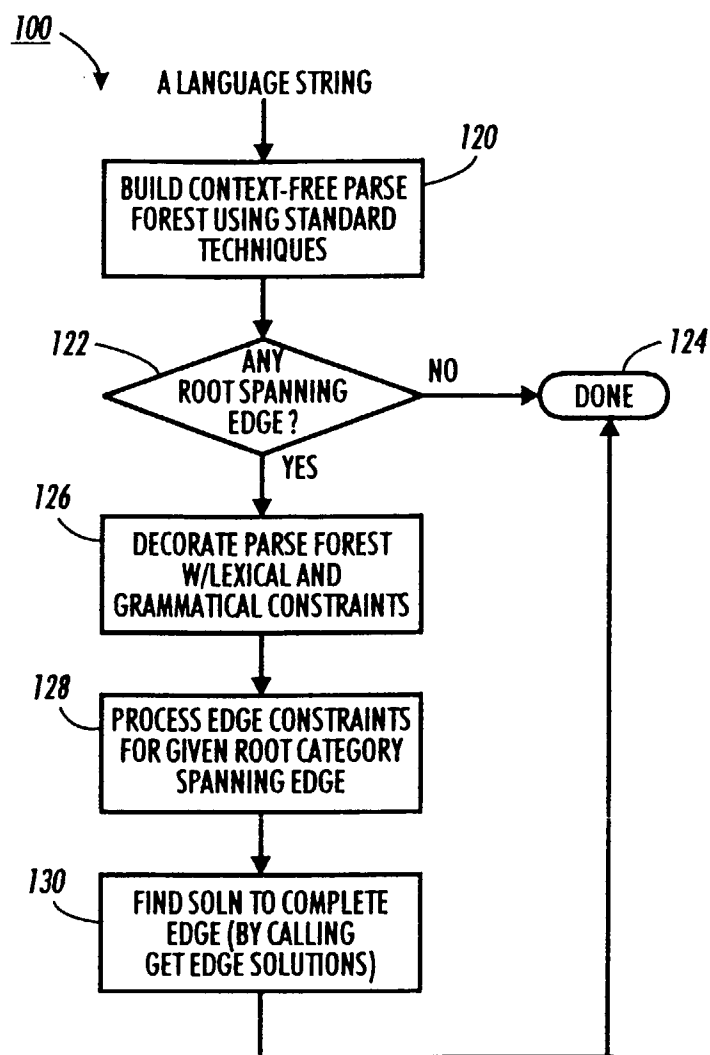 100
A LANGUAGE STRING
120
BUILD CONTEXT-FREE PARSE
FOREST USING STANDARD
TECHNIQUES
122
ANY
ROOT SPANNING
EDGE?
NO
124
DONE
YES
126
DECORATE PARSE FOREST
W/LEXICAL AND
GRAMMATICAL CONSTRAINTS
128
PROCESS EDGE CONSTRAINTS
FOR GIVEN ROOT CATEGORY
SPANNING EDGE
130
FIND SOLN TO COMPLETE
EDGE (BY CALLING
GET EDGE SOLUTIONS)